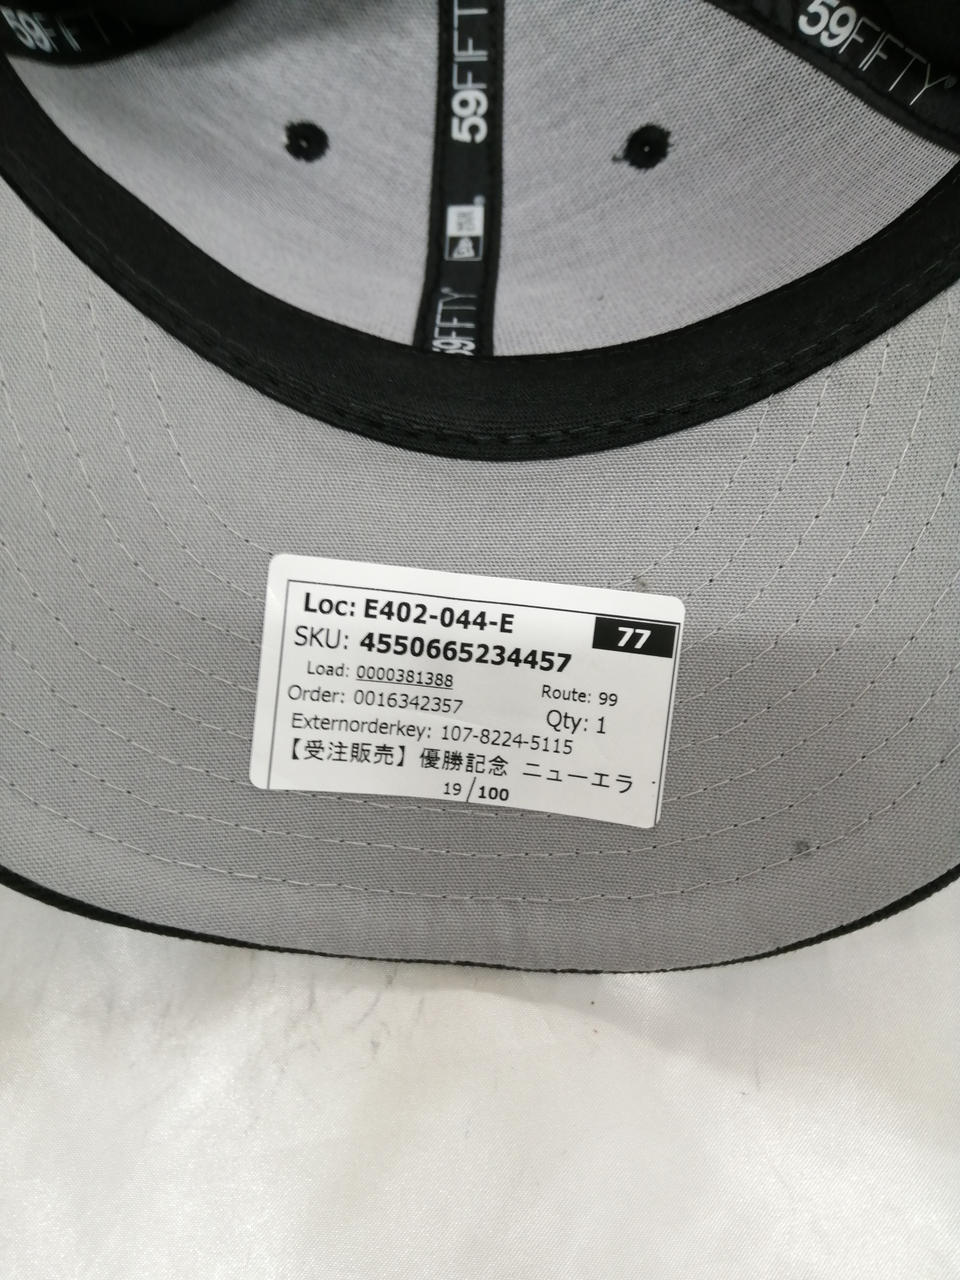 59FIFTY
59FIFTY
59FIFTY®
59FIFTY
Loc: E402-044-E
77
SKU: 4550665234457
Load: 0000381388
Route: 99
Order: 0016342357
Qty: 1
Externorderkey: 107-8224-5115
【受注販売】優勝記念 ニューエラ
19/100